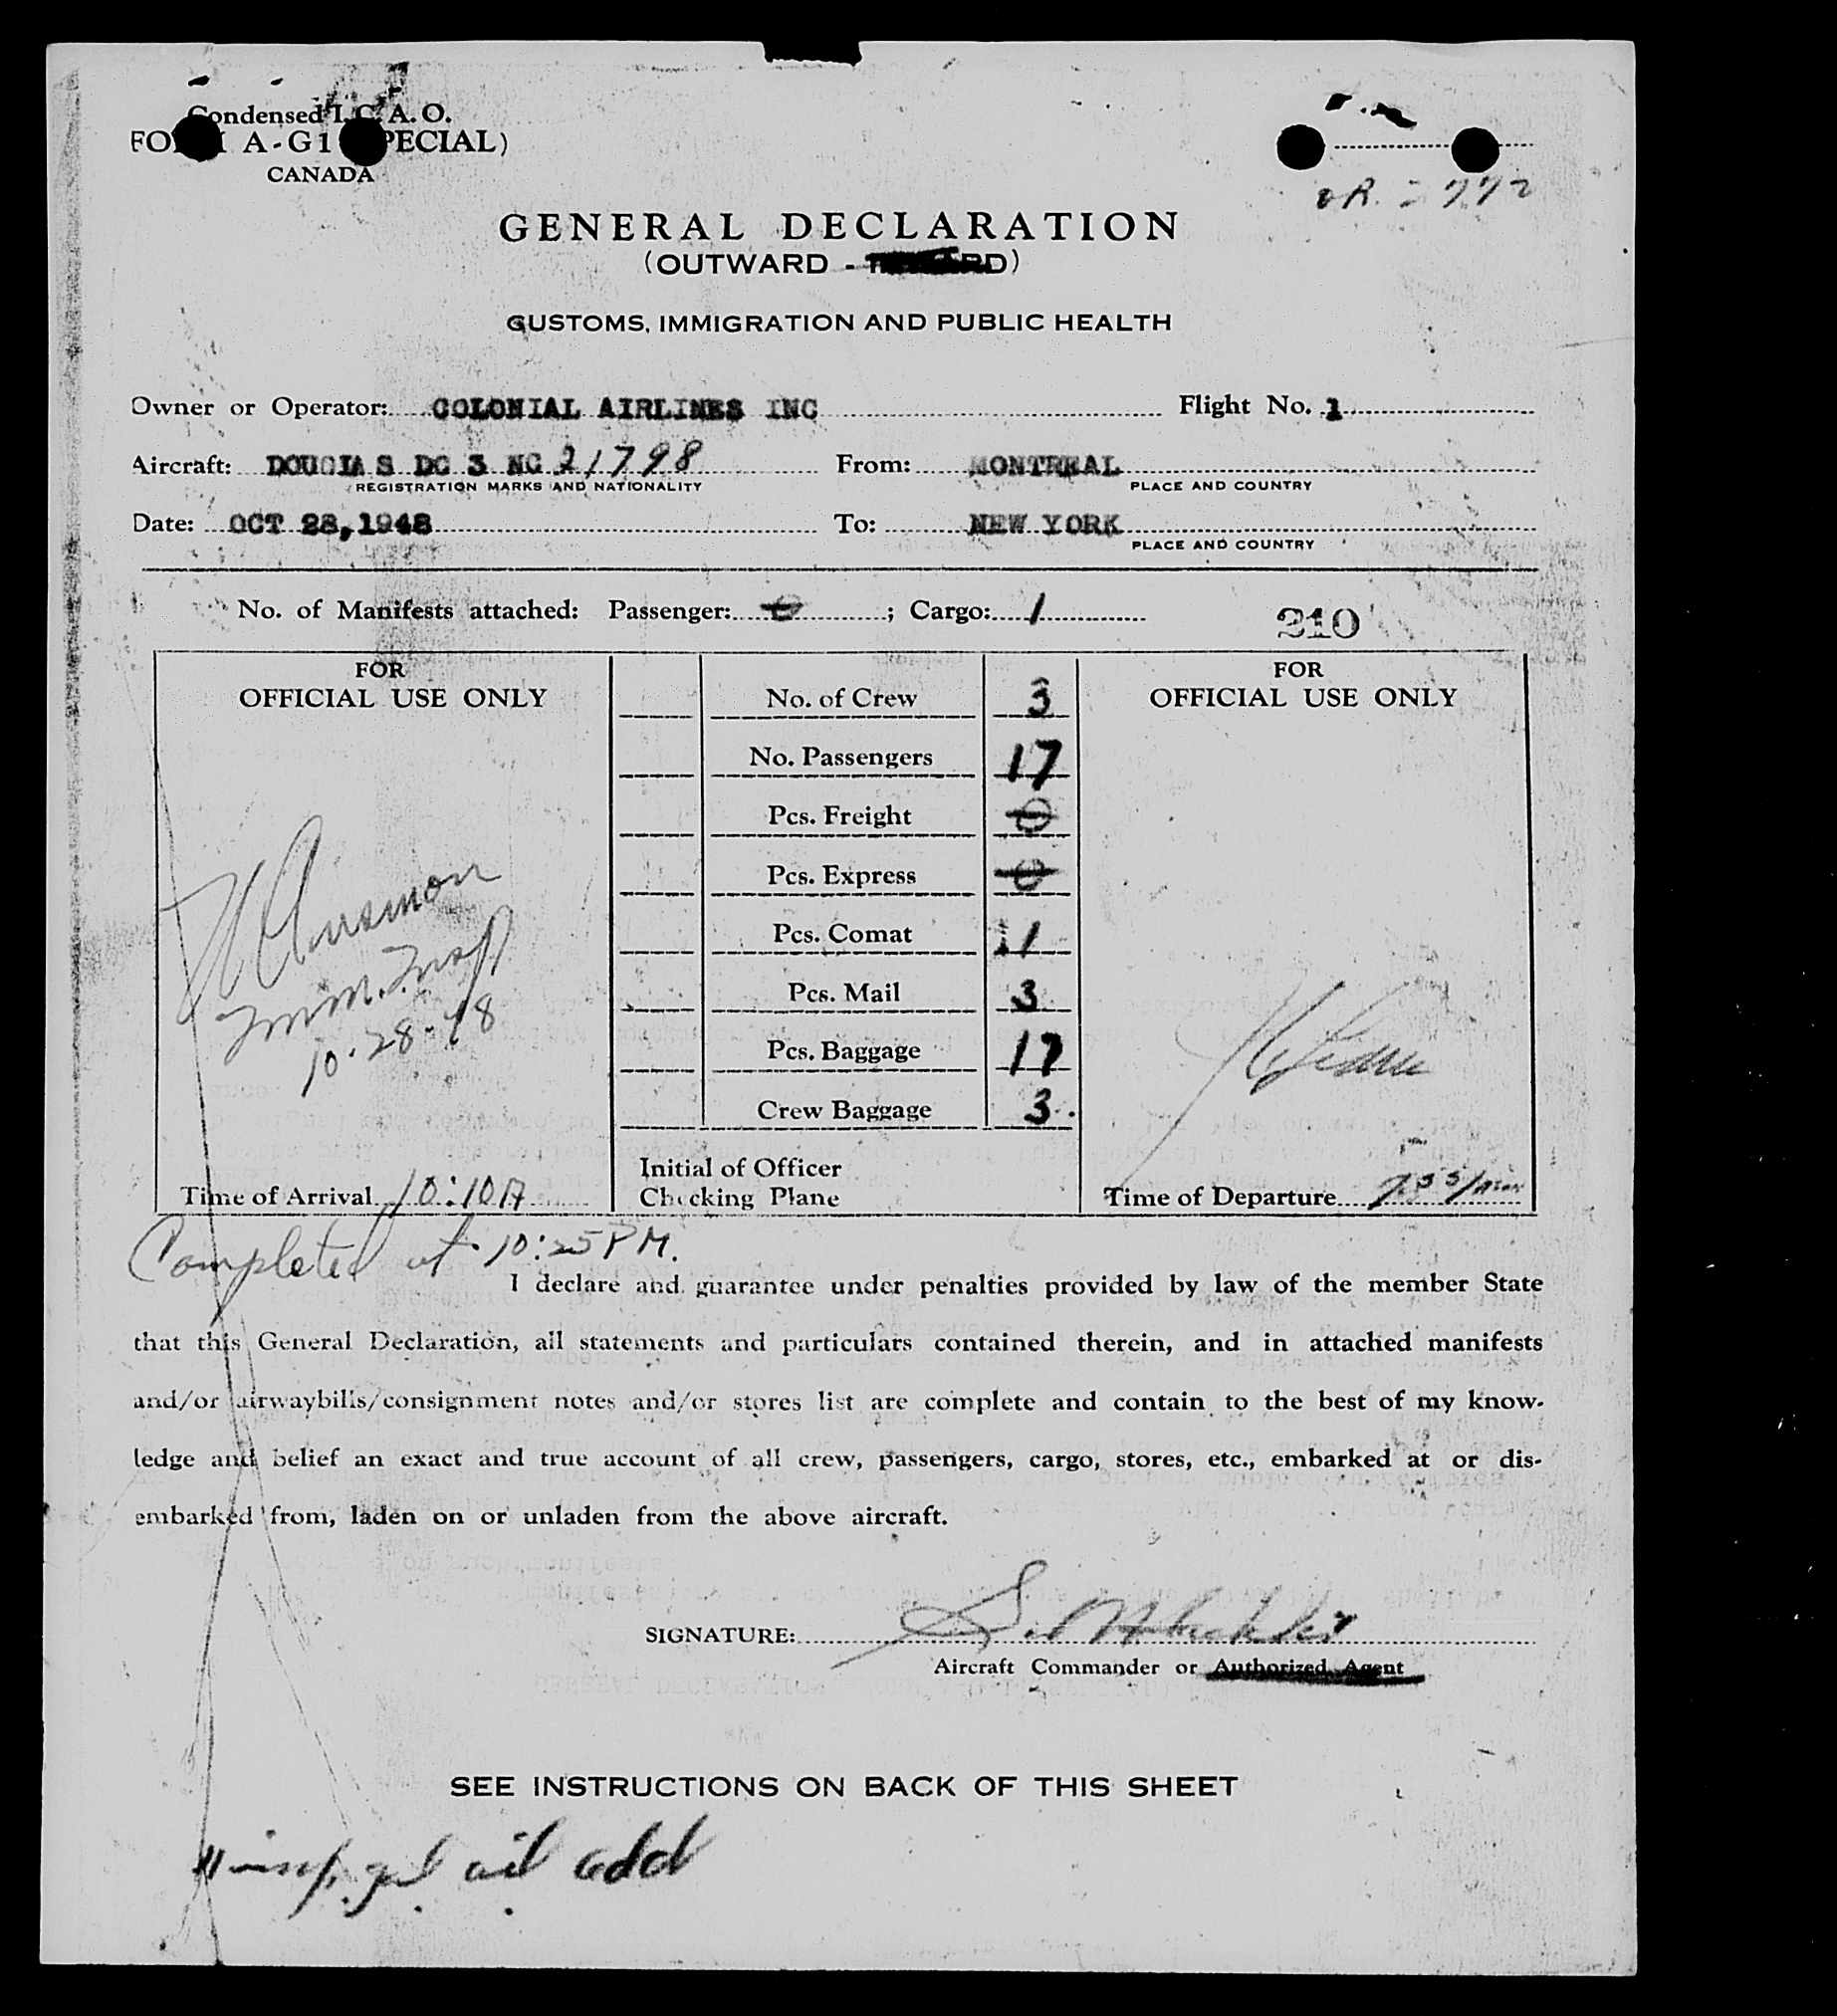 Condensed I.C.A.O.
FORM A-G1 (SPECIAL)
CANADA
GENERAL DECLARATION
(OUTWARD -
CUSTOMS, IMMIGRATION AND PUBLIC HEALTH
Owner or Operator: COLONIAL AIRLINES INC Flight No. 1
Aircraft: DOUGLAS DC 3 NC 21798 From: MONTREAL
REGISTRATION MARKS AND NATIONALITY PLACE AND COUNTRY
Date: OCT 28, 1948 To: NEW YORK
PLACE AND COUNTRY
No. of Manifests attached: Passenger: 0 ; Cargo: 1
210
FOR
OFFICIAL USE ONLY
Imm. Insp
10-28-48
Time of Arrival 10:10A
No. of Crew 3
No. Passengers 17
Pcs. Freight 0
Pcs. Express 0
Pcs. Comat 1
Pcs. Mail 3
Pcs. Baggage 17
Crew Baggage 3
Initial of Officer
Checking Plane
FOR
OFFICIAL USE ONLY
Time of Departure
Completed at 10:25 PM.
I declare and guarantee under penalties provided by law of the member State
that this General Declaration, all statements and particulars contained therein, and in attached manifests
and/or airwaybills/consignment notes and/or stores list are complete and contain to the best of my know-
ledge and belief an exact and true account of all crew, passengers, cargo, stores, etc., embarked at or dis-
embarked from, laden on or unladen from the above aircraft.
SIGNATURE:
Aircraft Commander or Authorized Agent
SEE INSTRUCTIONS ON BACK OF THIS SHEET